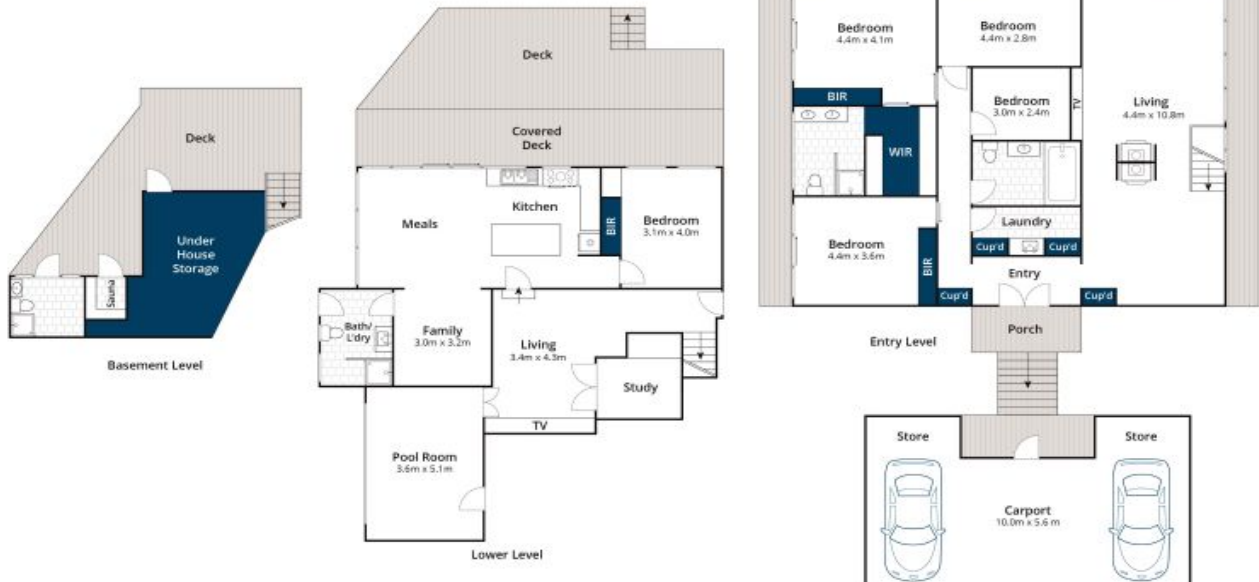 Deck
Under
House
Storage
Sauna
Basement Level
Deck
Covered
Deck
Meals
Kitchen
BIR
Bedroom
3.1m x 4.0m
Bath/
L'dry
Family
3.0m x 3.2m
Living
3.4m x 4.3m
Study
TV
Pool Room
3.6m x 5.1m
Lower Level
Bedroom
4.4m x 4.1m
Bedroom
4.4m x 2.8m
BIR
Bedroom
3.0m x 2.4m
TV
Living
4.4m x 10.8m
WIR
Laundry
Cup'd
Cup'd
Bedroom
4.4m x 3.6m
BIR
Entry
Cup'd
Cup'd
Porch
Entry Level
Store
Store
Carport
10.0m x 5.6 m